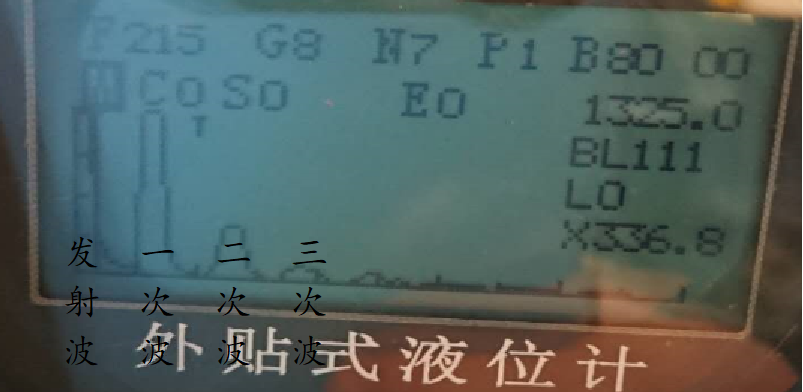 F215 G8 N7 P1 B80 00
N C0 S0 E0 1325.0
BL111
L0
X336.8
发射波
一次波
二次波
三次波
外贴式液位计